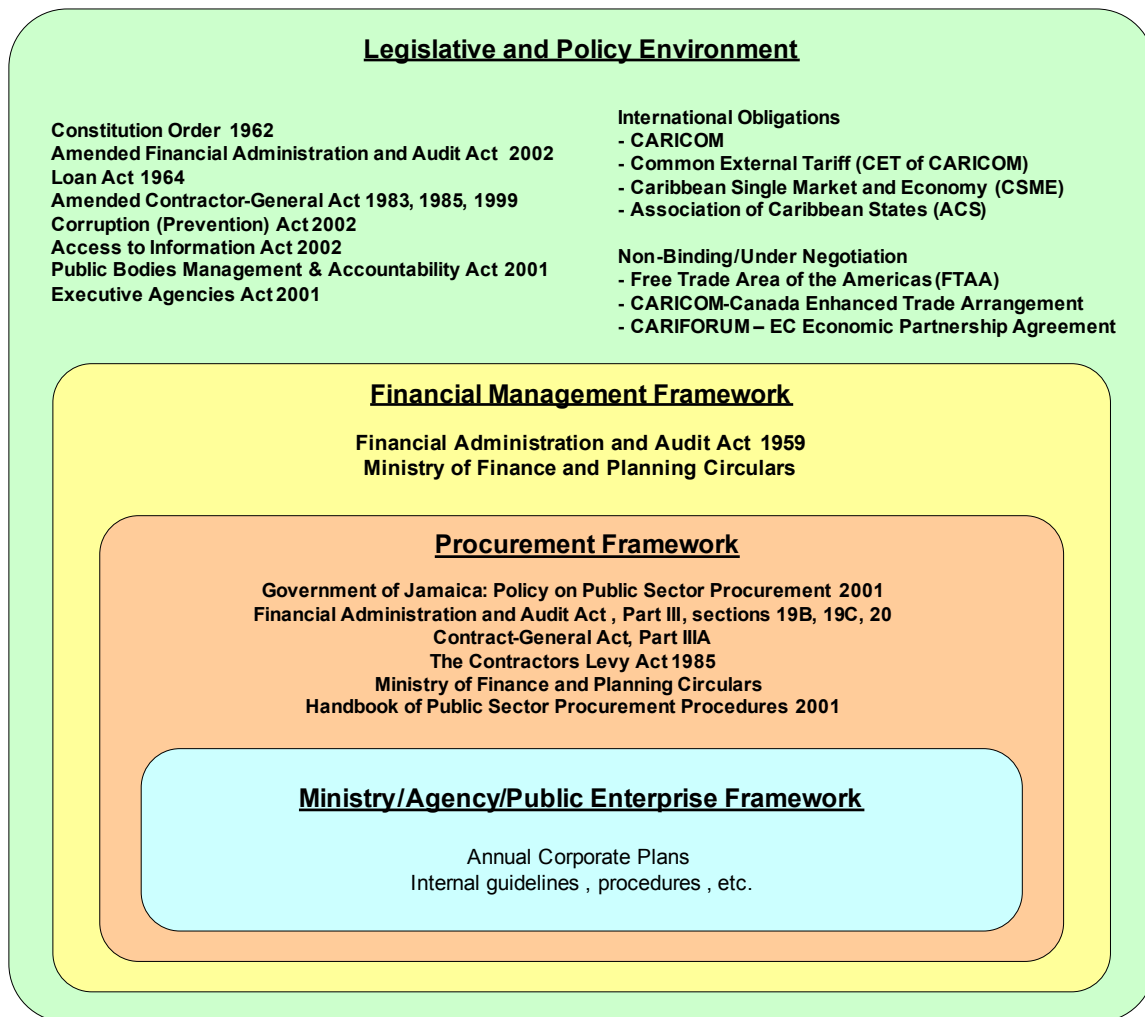 Legislative and Policy Environment
Constitution Order 1962
Amended Financial Administration and Audit Act 2002
Loan Act 1964
Amended Contractor-General Act 1983, 1985, 1999
Corruption (Prevention) Act 2002
Access to Information Act 2002
Public Bodies Management & Accountability Act 2001
Executive Agencies Act 2001
International Obligations
- CARICOM
- Common External Tariff (CET of CARICOM)
- Caribbean Single Market and Economy (CSME)
- Association of Caribbean States (ACS)
Non-Binding/Under Negotiation
- Free Trade Area of the Americas (FTAA)
- CARICOM-Canada Enhanced Trade Arrangement
- CARIFORUM – EC Economic Partnership Agreement
Financial Management Framework
Financial Administration and Audit Act 1959
Ministry of Finance and Planning Circulars
Procurement Framework
Government of Jamaica: Policy on Public Sector Procurement 2001
Financial Administration and Audit Act , Part III, sections 19B, 19C, 20
Contract-General Act, Part IIIA
The Contractors Levy Act 1985
Ministry of Finance and Planning Circulars
Handbook of Public Sector Procurement Procedures 2001
Ministry/Agency/Public Enterprise Framework
Annual Corporate Plans
Internal guidelines , procedures , etc.